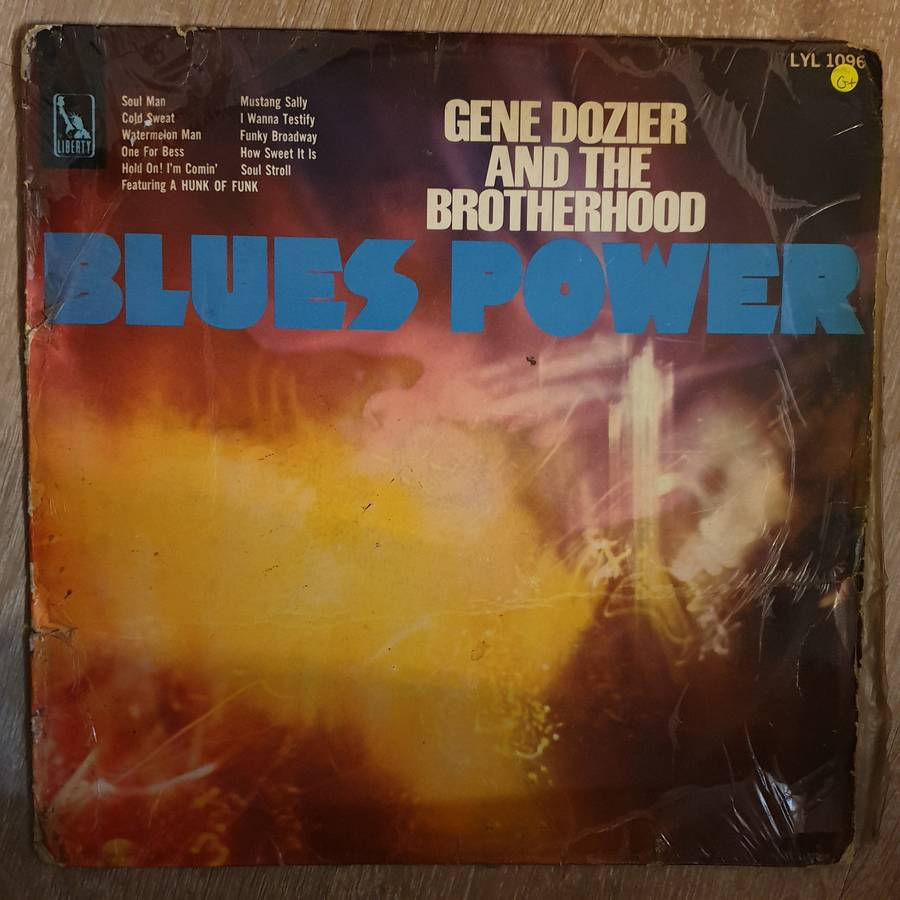 LYL 1096
G+
LIBERTY
Soul Man
Cold Sweat
Watermelon Man
One For Bess
Hold On! I'm Comin'
Featuring A HUNK OF FUNK
Mustang Sally
I Wanna Testify
Funky Broadway
How Sweet It Is
Soul Stroll
GENE DOZIER
AND THE
BROTHERHOOD
BLUES POWER